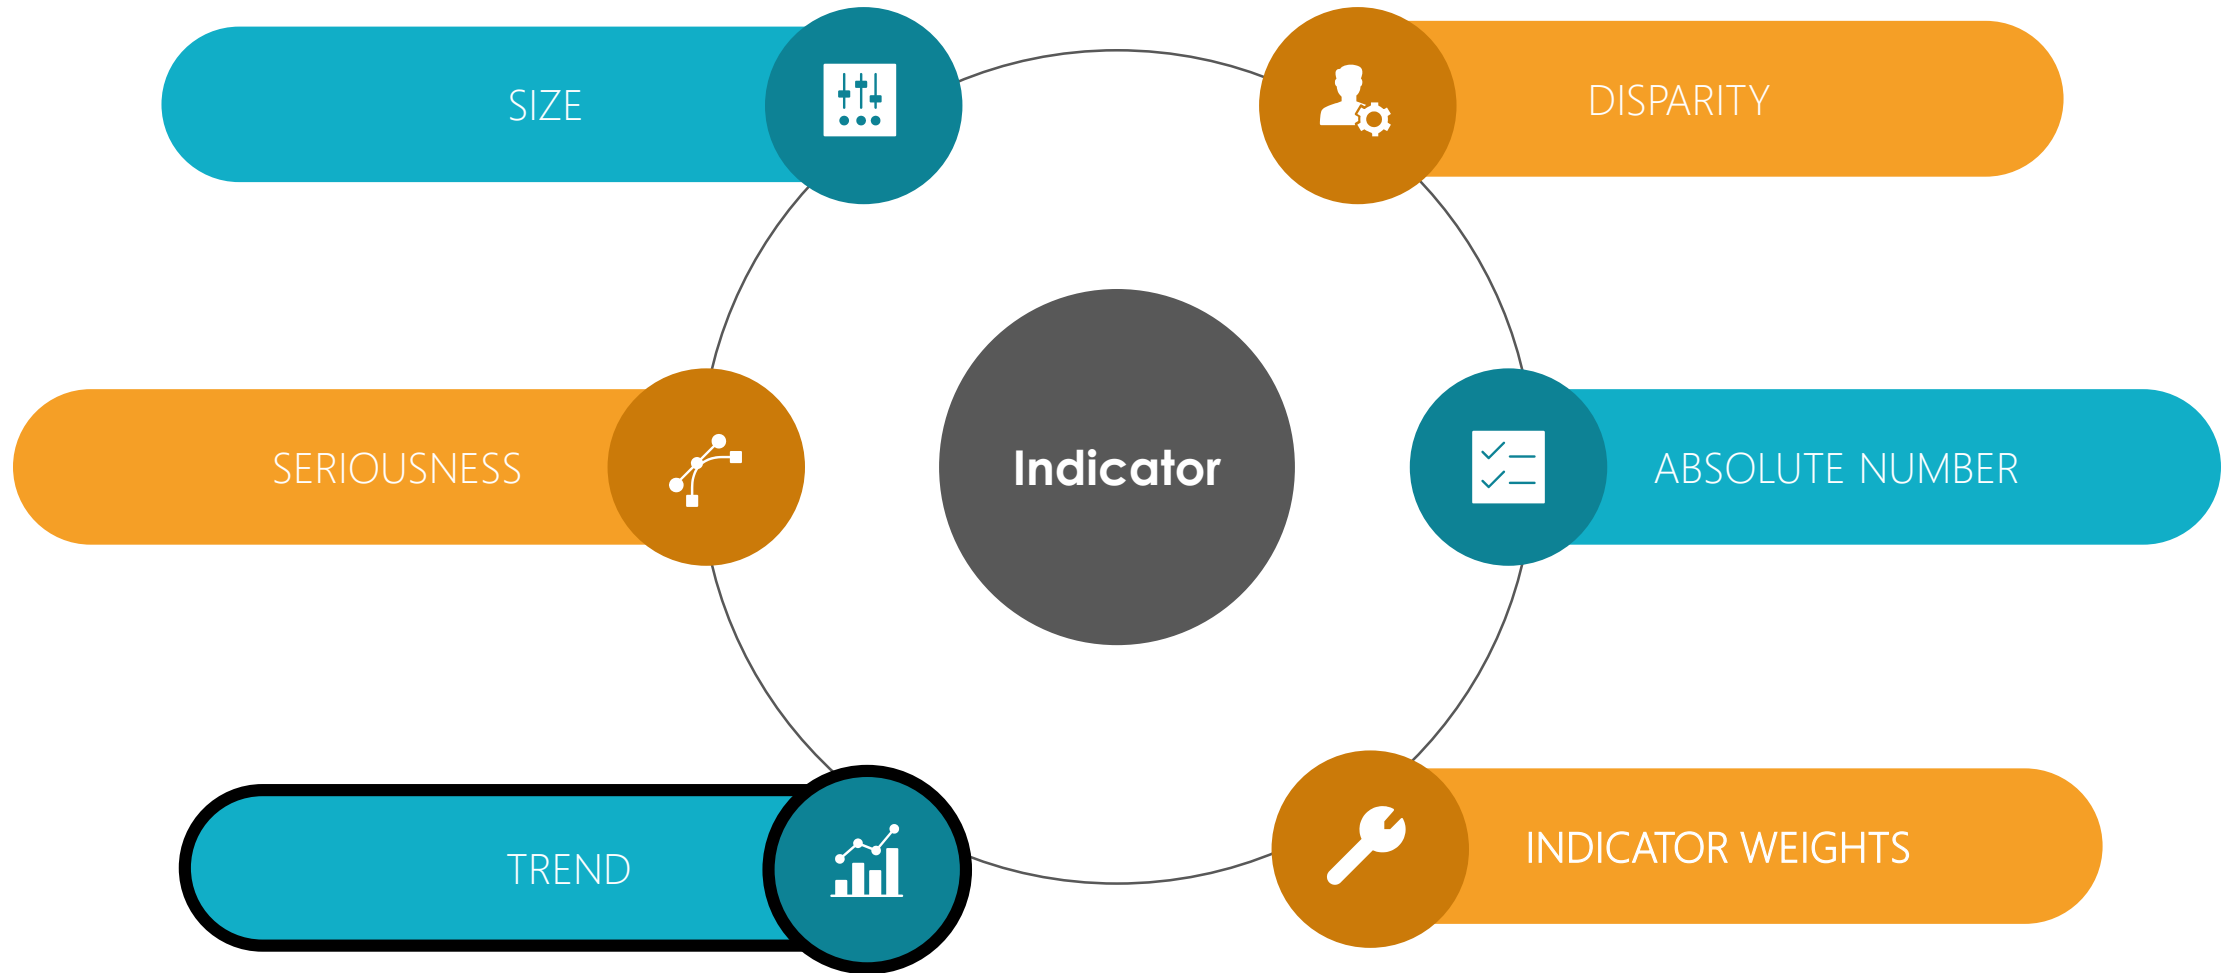 SIZE
DISPARITY
SERIOUSNESS
Indicator
ABSOLUTE NUMBER
TREND
INDICATOR WEIGHTS